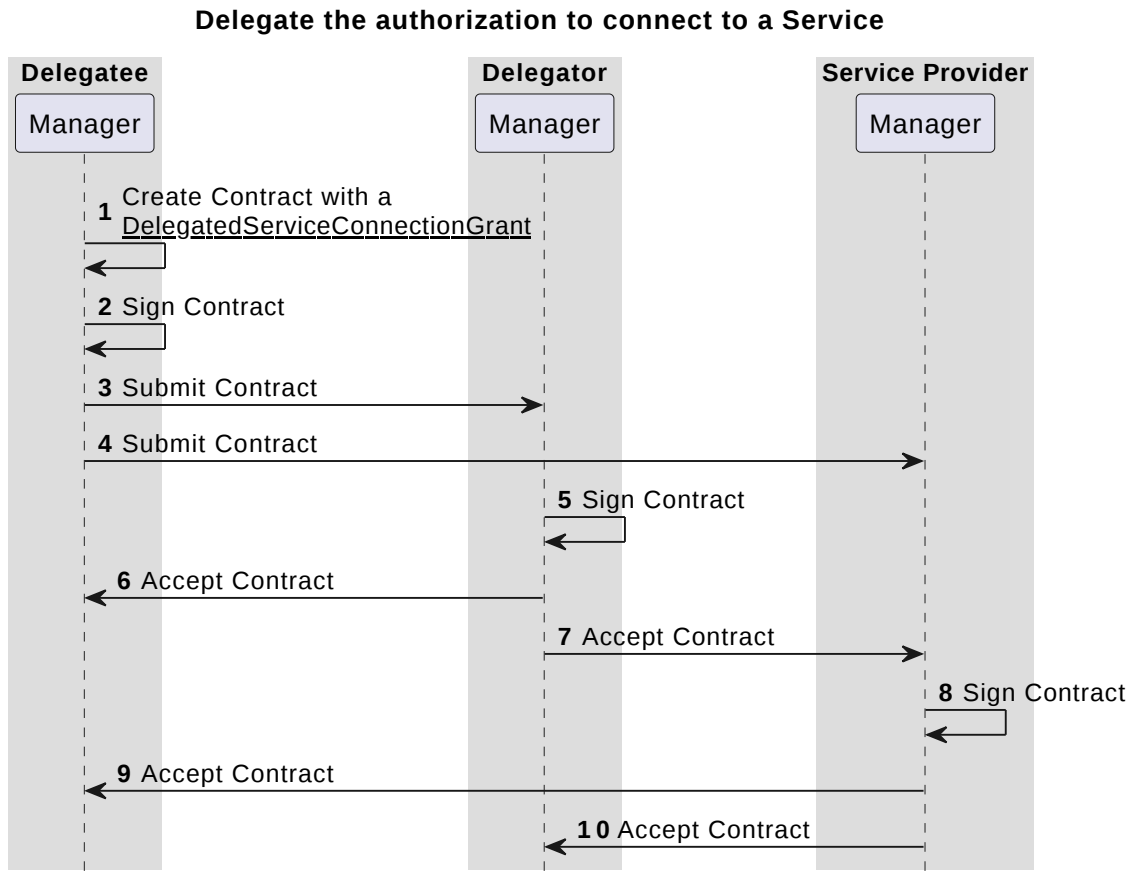 Delegate the authorization to connect to a Service
Delegatee
Delegator
Service Provider
Manager
Manager
Manager
1 Create Contract with a
DelegatedServiceConnectionGrant
2 Sign Contract
3 Submit Contract
4 Submit Contract
5 Sign Contract
6 Accept Contract
7 Accept Contract
8 Sign Contract
9 Accept Contract
10 Accept Contract